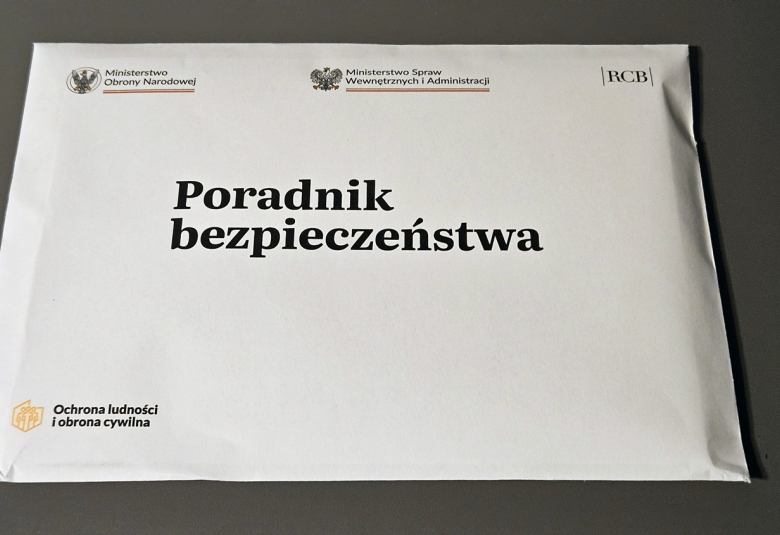 Ministerstwo
Obrony Narodowej
Ministerstwo Spraw
Wewnętrznych i Administracji
RCB
Poradnik
bezpieczeństwa
Ochrona ludności
i obrona cywilna